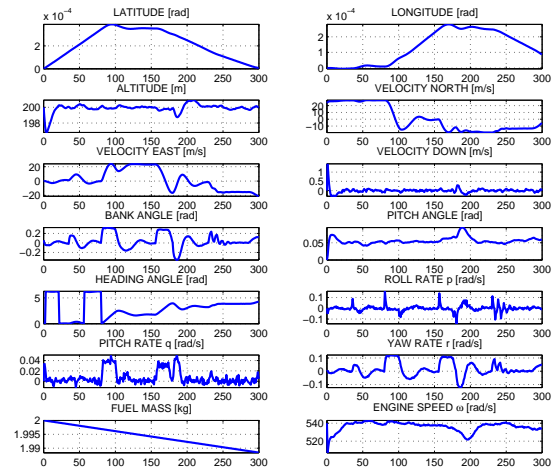 LATITUDE [rad]
x 10⁻⁴
2
0
0 50 100 150 200 250 300
LONGITUDE [rad]
x 10⁻⁴
2
1
0
0 50 100 150 200 250 300
ALTITUDE [m]
200
198
0 50 100 150 200 250 300
VELOCITY NORTH [m/s]
20
10
0
−10
0 50 100 150 200 250 300
VELOCITY EAST [m/s]
20
0
−20
0 50 100 150 200 250 300
VELOCITY DOWN [m/s]
1
0.5
0
0 50 100 150 200 250 300
BANK ANGLE [rad]
0.2
0
−0.2
0 50 100 150 200 250 300
PITCH ANGLE [rad]
0.05
0 50 100 150 200 250 300
HEADING ANGLE [rad]
5
0
0 50 100 150 200 250 300
ROLL RATE p [rad/s]
0.1
0
−0.1
0 50 100 150 200 250 300
PITCH RATE q [rad/s]
0.04
0.02
0
0 50 100 150 200 250 300
YAW RATE r [rad/s]
0.1
0
−0.1
0 50 100 150 200 250 300
FUEL MASS [kg]
2
1.995
1.99
0 50 100 150 200 250 300
ENGINE SPEED ω [rad/s]
540
520
0 50 100 150 200 250 300